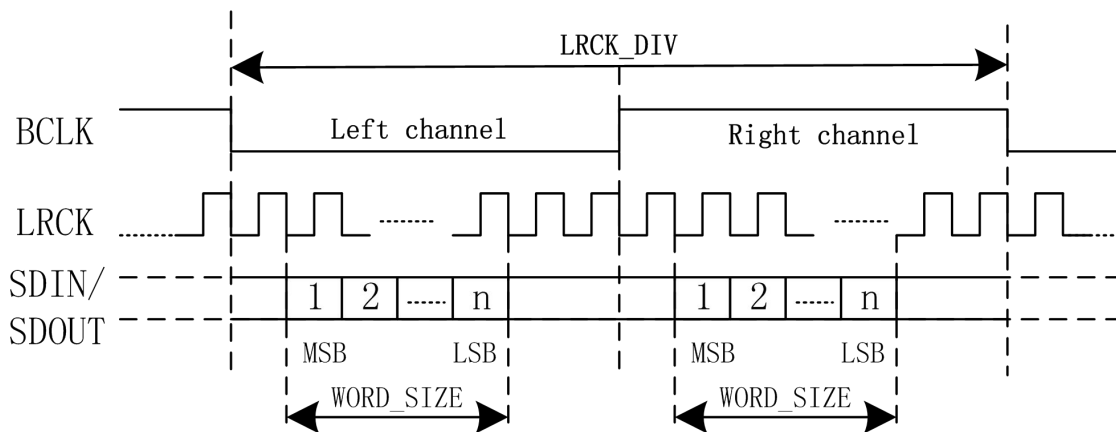 LRCK_DIV
BCLK Left channel Right channel
LRCK
SDIN/
SDOUT
1 2 n 1 2 n
MSB LSB MSB LSB
WORD_SIZE WORD_SIZE